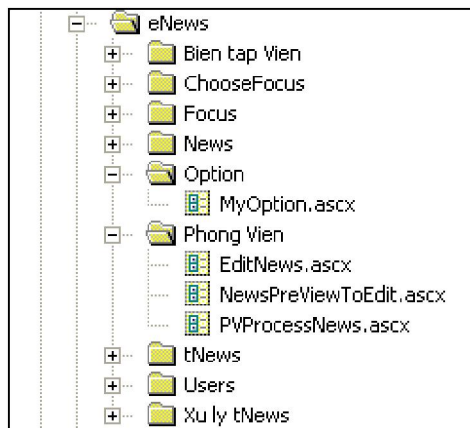 eNews
Bien tap Vien
ChooseFocus
Focus
News
Option
MyOption.ascx
Phong Vien
EditNews.ascx
NewsPreViewToEdit.ascx
PVProcessNews.ascx
tNews
Users
Xu ly tNews